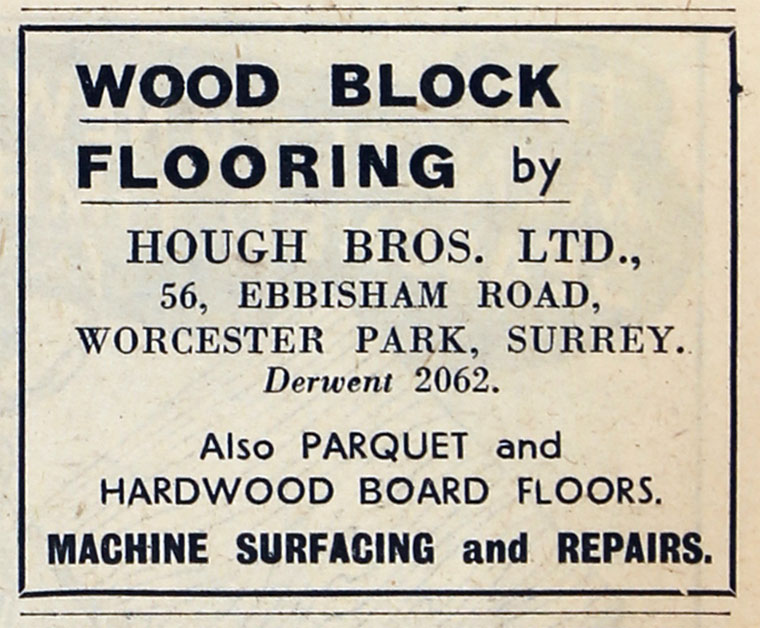 WOOD BLOCK
FLOORING by
HOUGH BROS. LTD.,
56, EBBISHAM ROAD,
WORCESTER PARK, SURREY.
Derwent 2062.
Also PARQUET and
HARDWOOD BOARD FLOORS.
MACHINE SURFACING and REPAIRS.